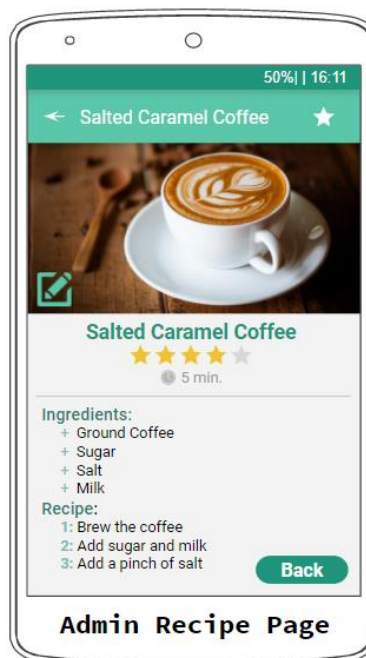 50%| | 16:11
Salted Caramel Coffee
Salted Caramel Coffee
5 min.
Ingredients:
+ Ground Coffee
+ Sugar
+ Salt
+ Milk
Recipe:
1: Brew the coffee
2: Add sugar and milk
3: Add a pinch of salt
Back
Admin Recipe Page